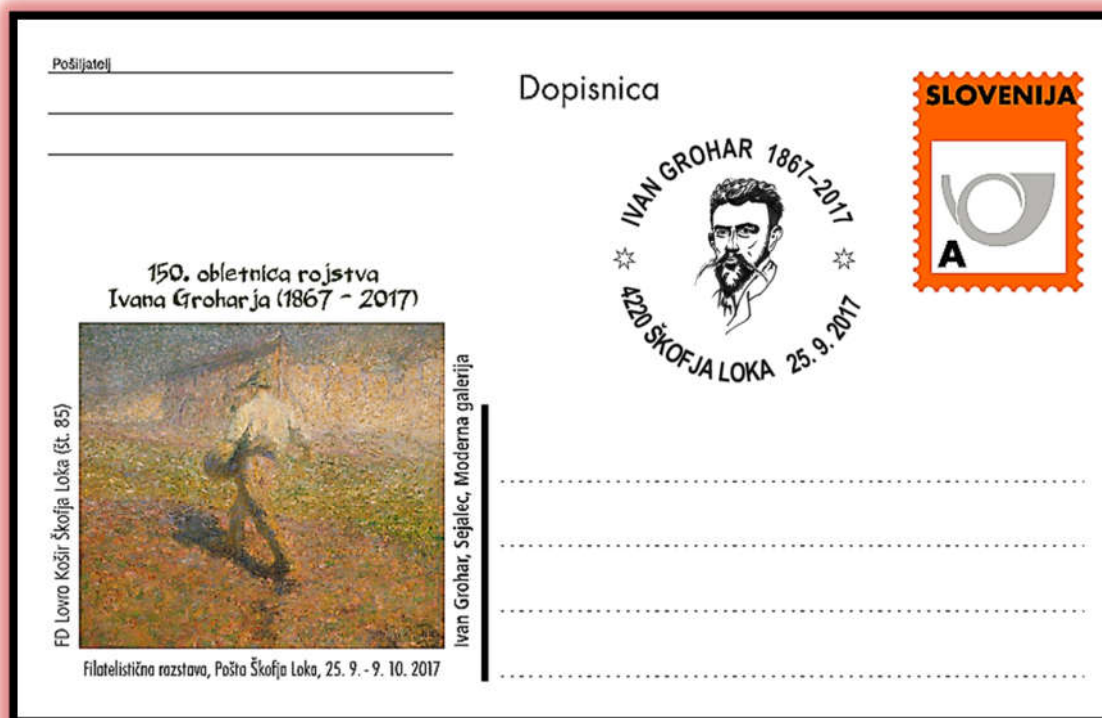 Pošiljatelj
Dopisnica
SLOVENIJA
A
IVAN GROHAR 1867–2017
4220 ŠKOFJA LOKA 25. 9. 2017
150. obletnica rojstva
Ivana Groharja (1867 - 2017)
FD Lovro Košir Škofja Loka (št. 85)
Ivan Grohar, Sejalec, Moderna galerija
Filatelistična razstava, Pošta Škofja Loka, 25. 9. - 9. 10. 2017